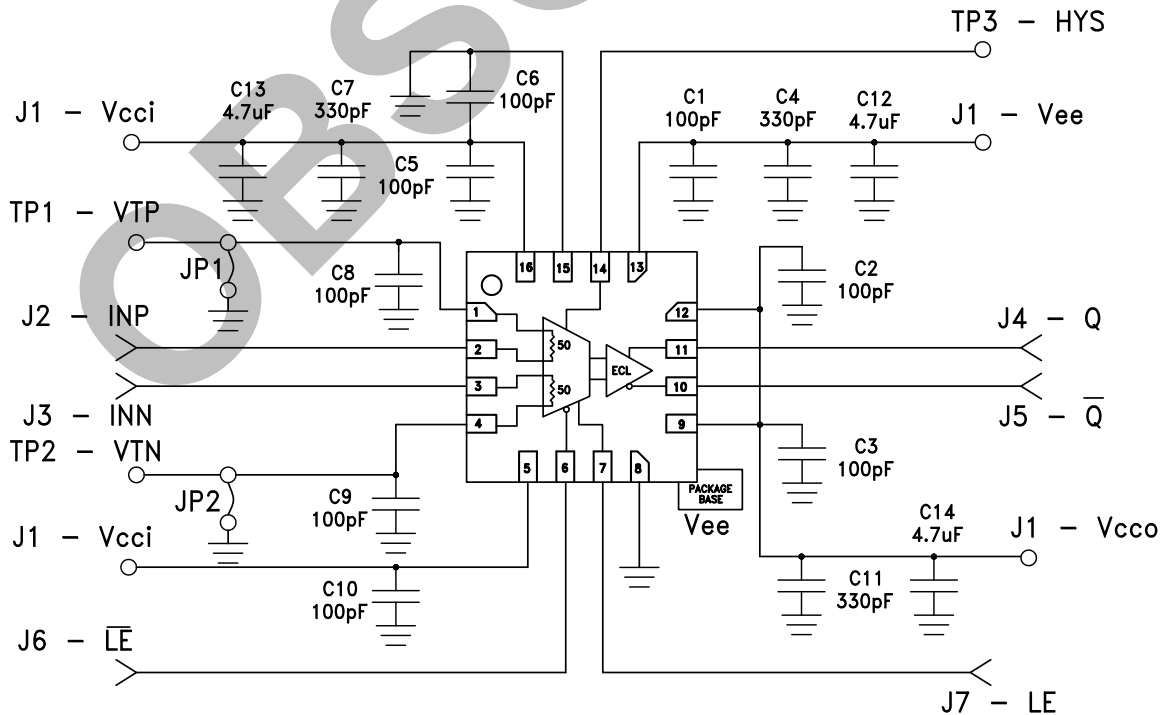 TP3 - HYS
C6
100pF
C13
4.7uF
C7
330pF
C1
100pF
C4
330pF
C12
4.7uF
J1 - Vcci
J1 - Vee
C5
100pF
TP1 - VTP
JP1
C8
100pF
16
15
14
13
C2
100pF
J2 - INP
1
12
J4 - Q
2
50
ECL
11
3
50
10
J3 - INN
J5 - Q̅
4
9
TP2 - VTN
C3
100pF
5
6
7
8
PACKAGE
BASE
Vee
JP2
C9
100pF
C14
4.7uF
J1 - Vcci
J1 - Vcco
C10
100pF
C11
330pF
J6 - L̅E̅
J7 - LE